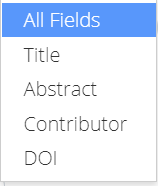 All Fields
Title
Abstract
Contributor
DOI